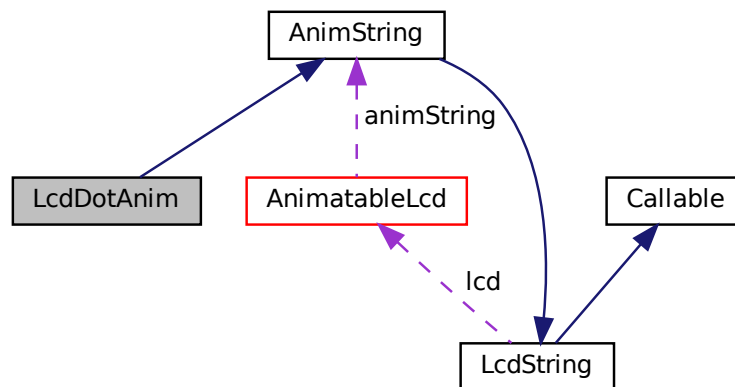 AnimString
animString
LcdDotAnim
AnimatableLcd
Callable
lcd
LcdString